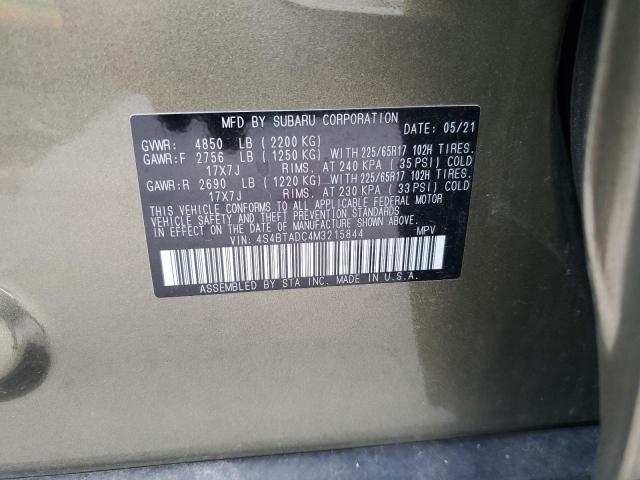 MFD BY SUBARU CORPORATION
DATE: 05/21
GVWR: 4850 LB (2200 KG)
GAWR:F 2756 LB (1250 KG) WITH 225/65R17 102H TIRES.
17X7J RIMS. AT 240 KPA (35 PSI) COLD
GAWR:R 2690 LB (1220 KG) WITH 225/65R17 102H TIRES.
17X7J RIMS. AT 230 KPA (33 PSI) COLD
THIS VEHICLE CONFORMS TO ALL APPLICABLE FEDERAL MOTOR
VEHICLE SAFETY AND THEFT PREVENTION STANDARDS
IN EFFECT ON THE DATE OF MANUFACTURE SHOWN ABOVE.
VIN: 4S4BTADC4M3215844 MPV
ASSEMBLED BY STA INC. MADE IN U.S.A.